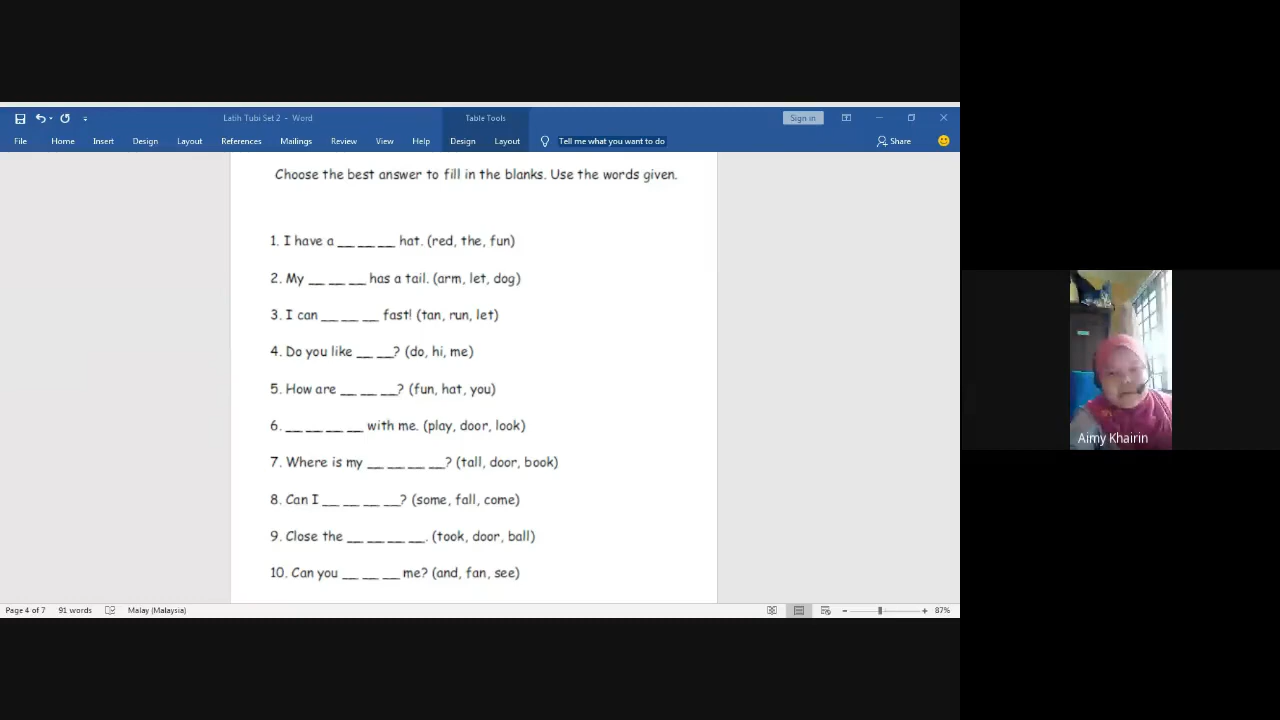 Latih Tubi Set 2 - Word
Table Tools
Sign in
File Home Insert Design Layout References Mailings Review View Help Design Layout Tell me what you want to do Share
Choose the best answer to fill in the blanks. Use the words given.
1. I have a __ __ __ hat. (red, the, fun)
2. My __ __ __ has a tail. (arm, let, dog)
3. I can __ __ __ fast! (tan, run, let)
4. Do you like __ __? (do, hi, me)
5. How are __ __ __? (fun, hat, you)
6. __ __ __ __ with me. (play, door, look)
7. Where is my __ __ __ __? (tall, door, book)
8. Can I __ __ __ __? (some, fall, come)
9. Close the __ __ __ __. (took, door, ball)
10. Can you __ __ __ me? (and, fan, see)
Page 4 of 7 91 words Malay (Malaysia) 87%
Aimy Khairin